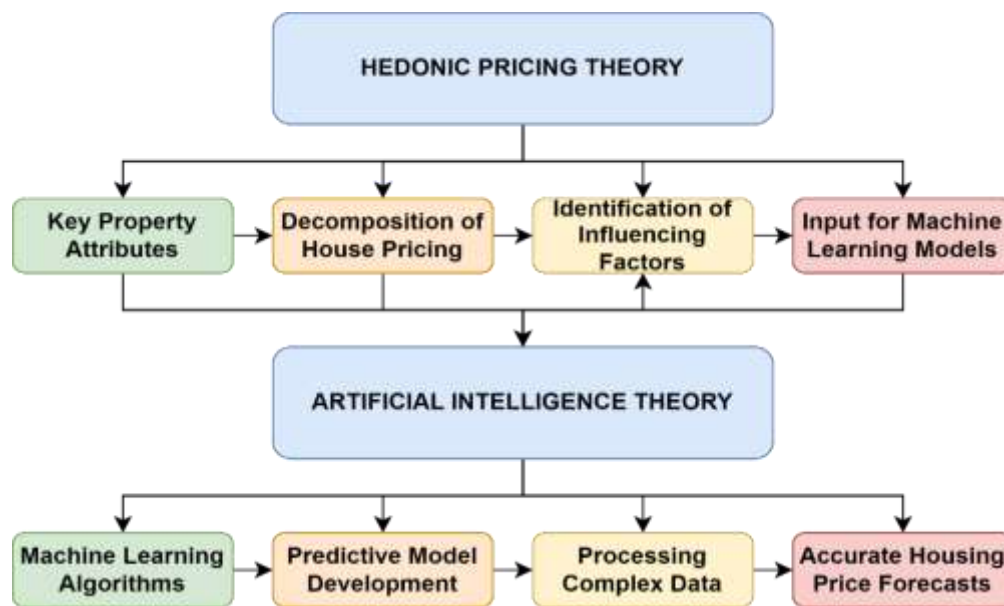 HEDONIC PRICING THEORY
Key Property
Attributes
Decomposition of
House Pricing
Identification of
Influencing
Factors
Input for Machine
Learning Models
ARTIFICIAL INTELLIGENCE THEORY
Machine Learning
Algorithms
Predictive Model
Development
Processing
Complex Data
Accurate Housing
Price Forecasts